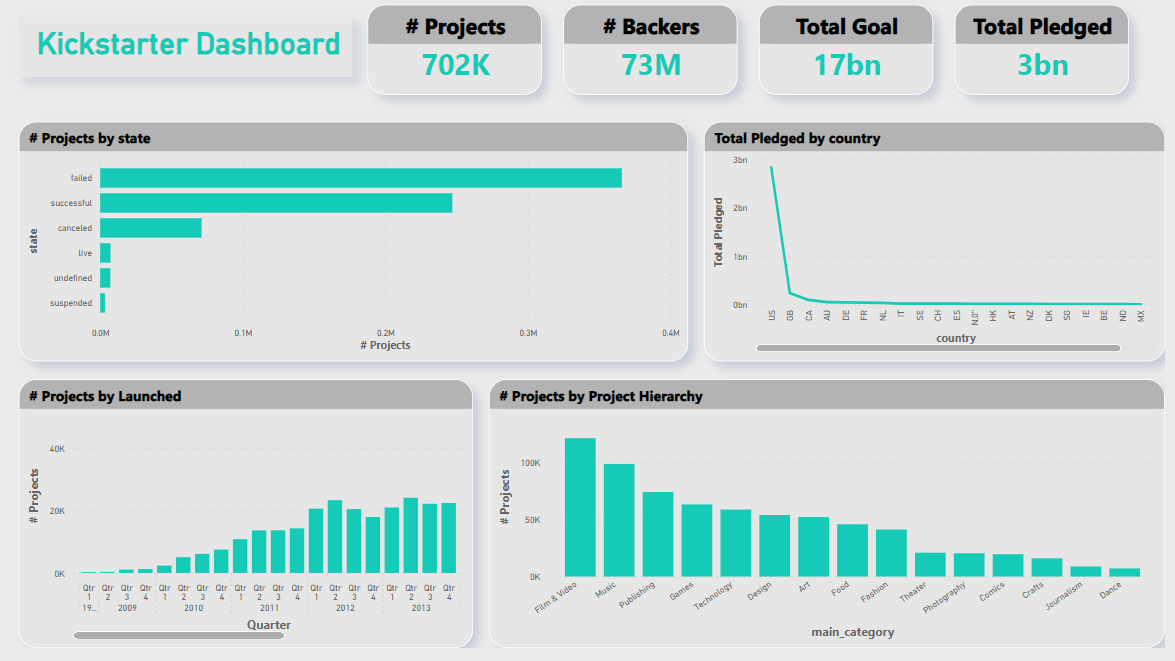 Kickstarter Dashboard
# Projects
702K
# Backers
73M
Total Goal
17bn
Total Pledged
3bn
# Projects by state
state
failed
successful
canceled
live
undefined
suspended
0.0M 0.1M 0.2M 0.3M 0.4M
# Projects
Total Pledged by country
Total Pledged
3bn
2bn
1bn
0bn
US GB CA AU DE FR NL IT SE CH ES N,0" HK AT NZ DK SG IE BE NO MX
country
# Projects by Launched
# Projects
40K
20K
0K
Qtr Qtr Qtr Qtr Qtr Qtr Qtr Qtr Qtr Qtr Qtr Qtr Qtr Qtr Qtr Qtr Qtr Qtr Qtr Qtr
1 2 3 4 1 2 3 4 1 2 3 4 1 2 3 4 1 2 3 4
19... 2009 2010 2011 2012 2013
Quarter
# Projects by Project Hierarchy
# Projects
100K
50K
0K
Film & Video Music Publishing Games Technology Design Art Food Fashion Theater Photography Comics Crafts Journalism Dance
main_category